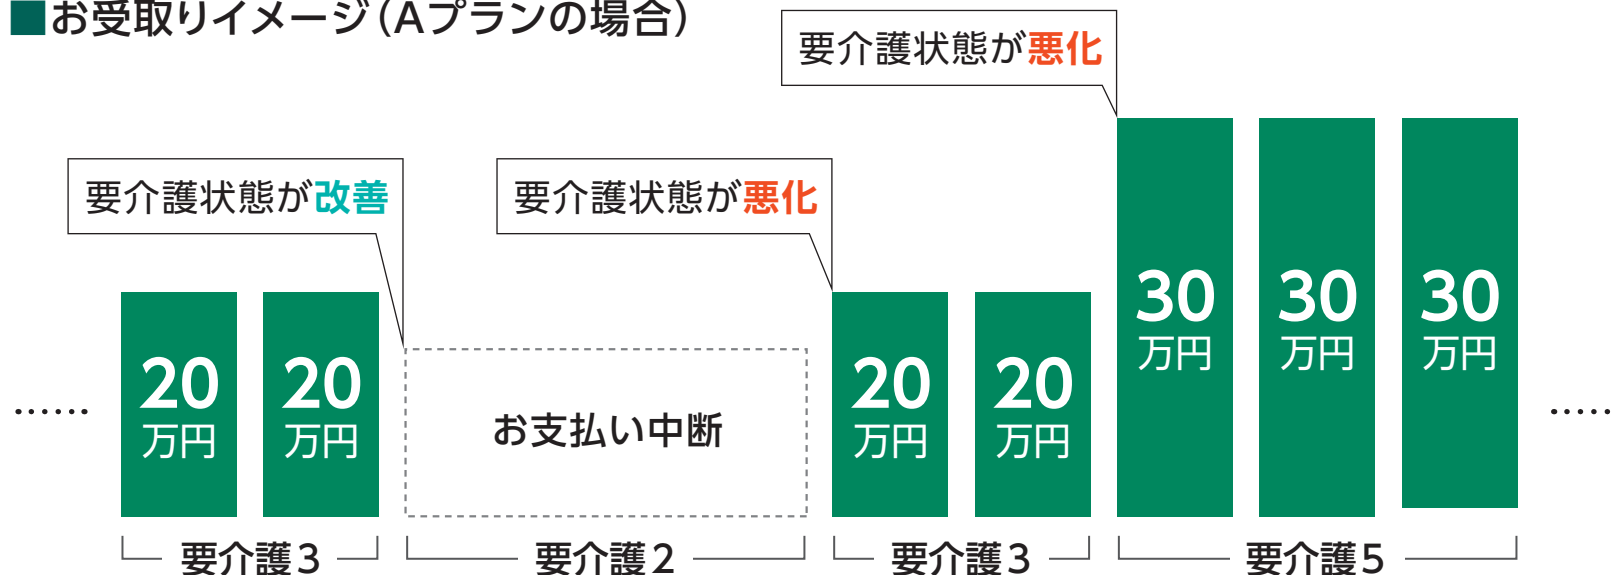 ■お受取りイメージ（Aプランの場合）
要介護状態が悪化
要介護状態が改善
要介護状態が悪化
20
万円
20
万円
お支払い中断
20
万円
20
万円
30
万円
30
万円
30
万円
……
……
要介護3
要介護2
要介護3
要介護5